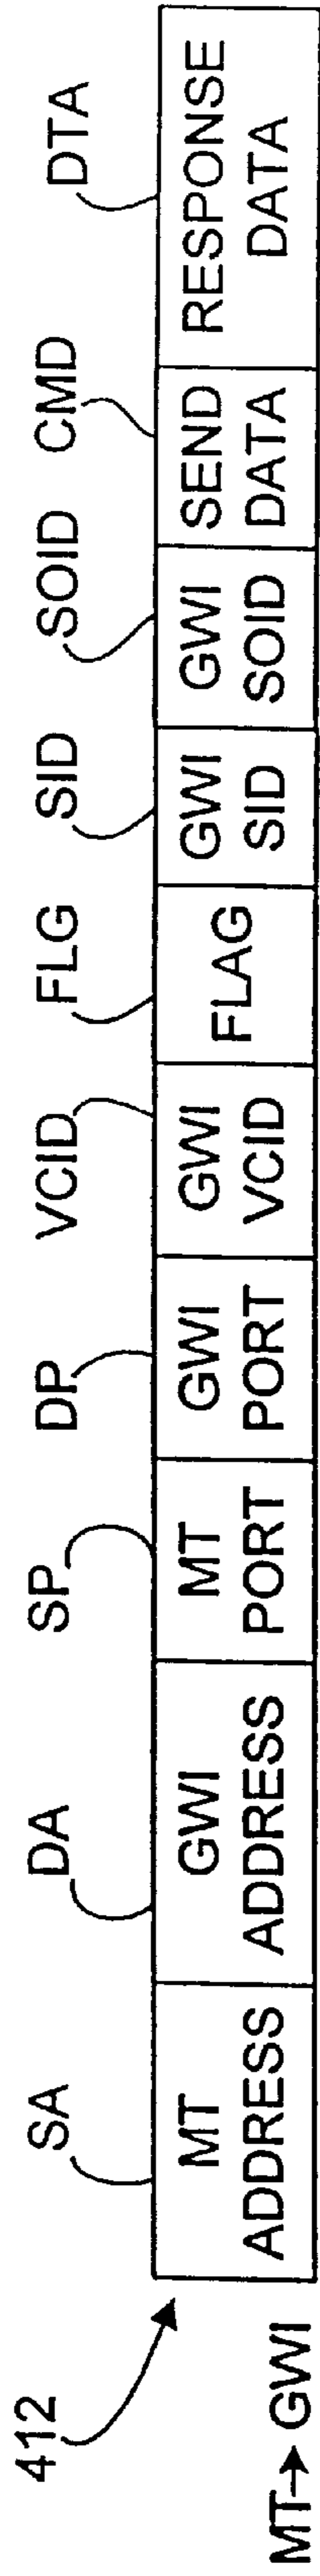 412
SA DA SP DP VCID FLG SID SOID CMD DTA
MT ADDRESS
GWI ADDRESS
MT PORT
GWI PORT
GWI VCID
FLAG
GWI SID
GWI SOID
SEND DATA
RESPONSE DATA
MT→GWI